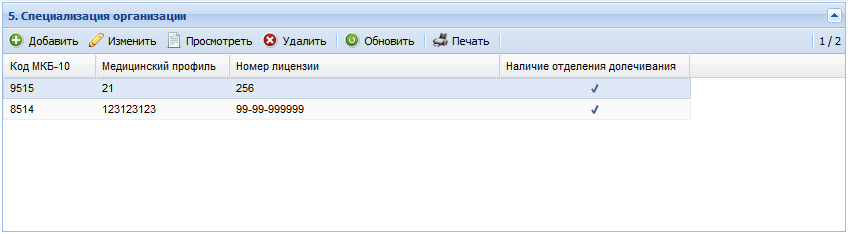 5. Специализация организации
Добавить Изменить Просмотреть Удалить Обновить Печать 1 / 2
Код МКБ-10 Медицинский профиль Номер лицензии Наличие отделения долечивания
9515 21 256
8514 123123123 99-99-999999